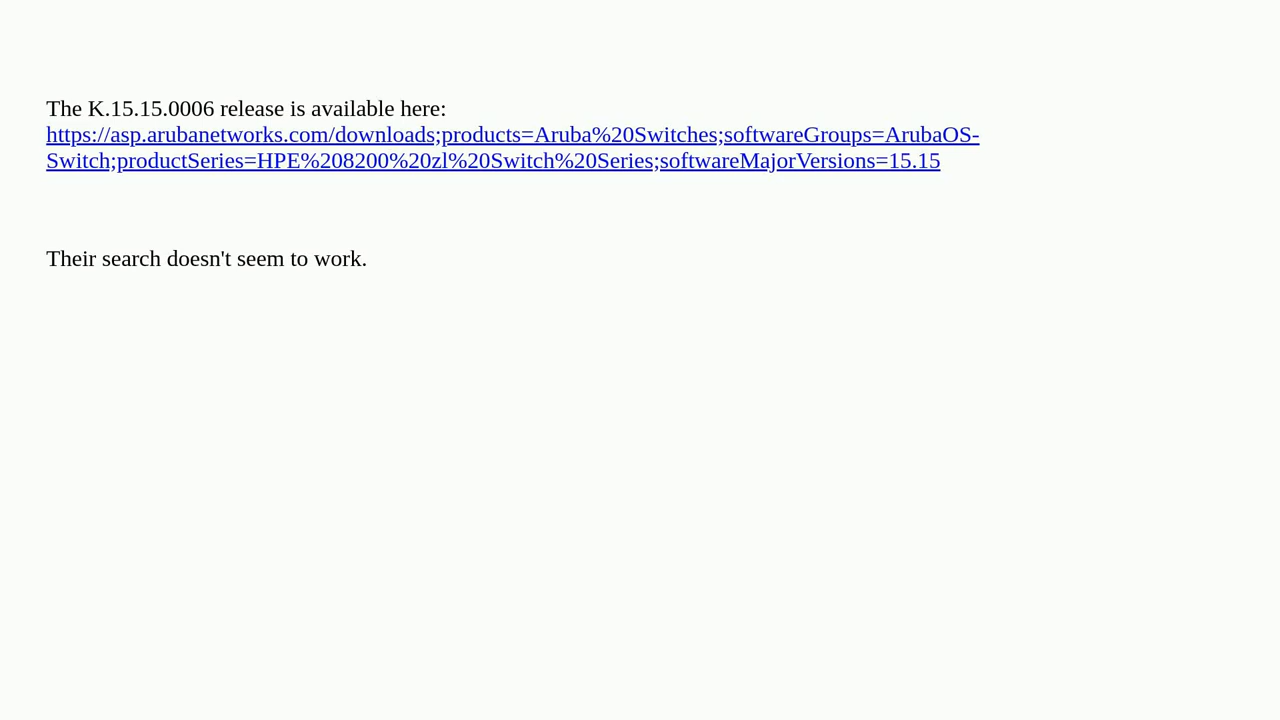 The K.15.15.0006 release is available here:
https://asp.arubanetworks.com/downloads;products=Aruba%20Switches;softwareGroups=ArubaOS-
Switch;productSeries=HPE%208200%20zl%20Switch%20Series;softwareMajorVersions=15.15
Their search doesn't seem to work.